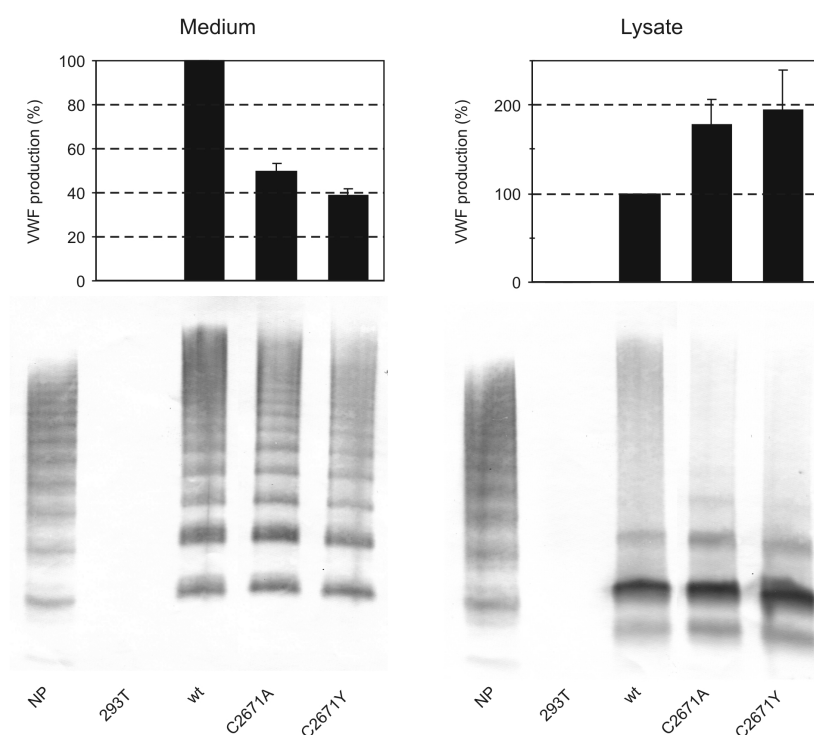 Medium
Lysate
VWF production (%)
100
80
60
40
20
0
VWF production (%)
200
100
0
NP
293T
wt
C2671A
C2671Y
NP
293T
wt
C2671A
C2671Y